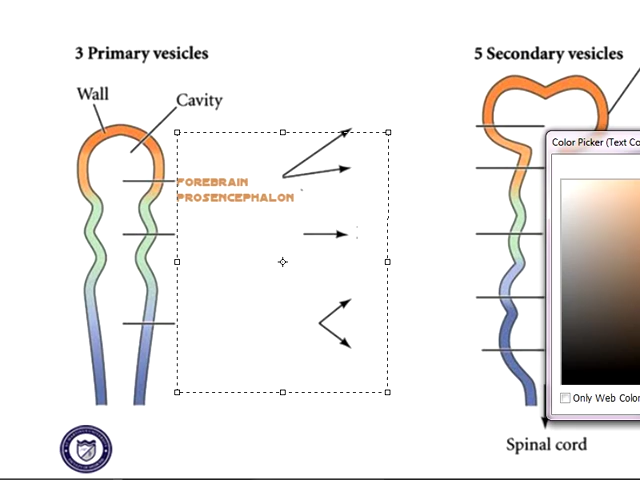 3 Primary vesicles
5 Secondary vesicles
Wall
Cavity
FOREBRAIN
PROSENCEPHALON
Color Picker (Text Co
Only Web Color
Spinal cord